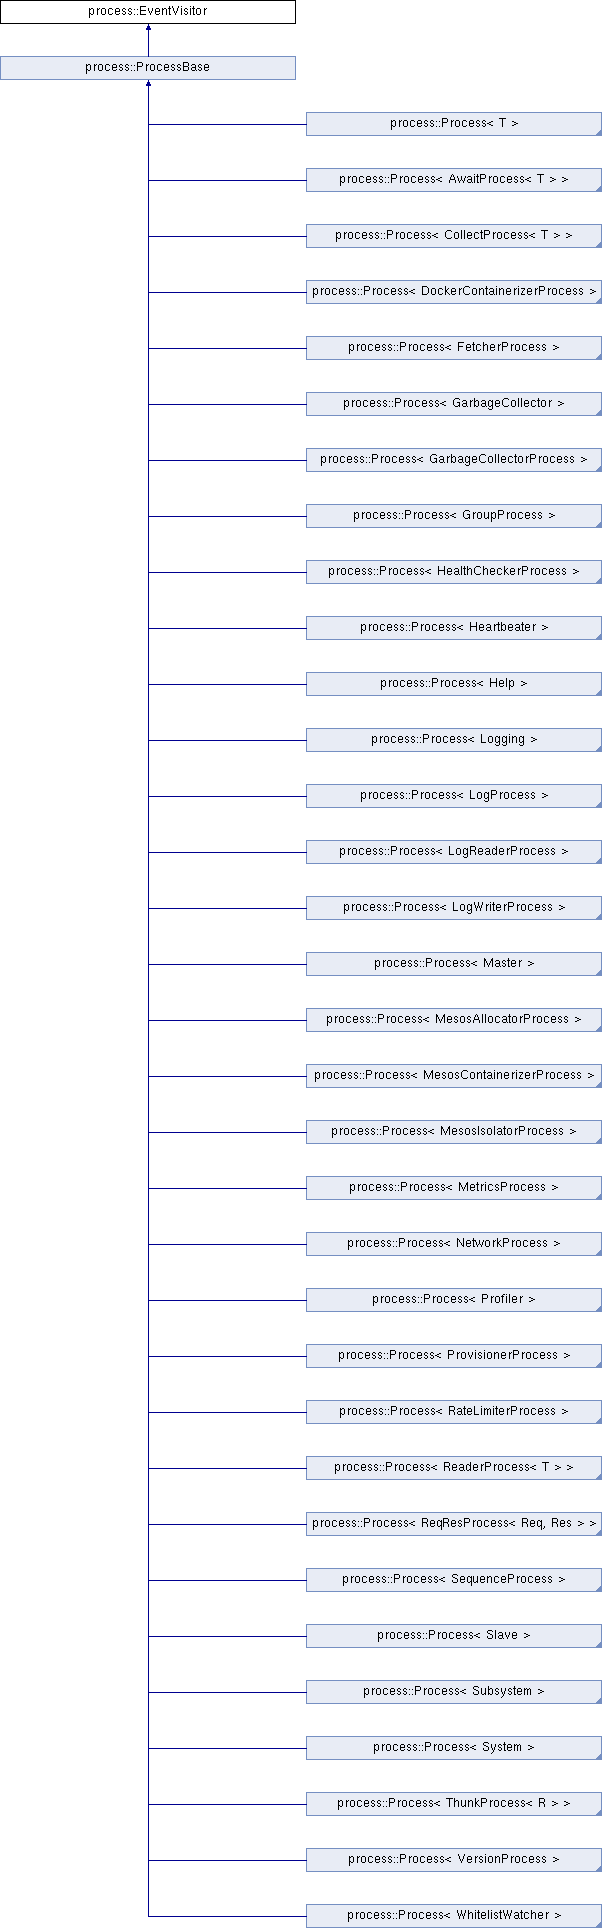 process::EventVisitor
process::ProcessBase
process::Process< T >
process::Process< AwaitProcess< T > >
process::Process< CollectProcess< T > >
process::Process< DockerContainerizerProcess >
process::Process< FetcherProcess >
process::Process< GarbageCollector >
process::Process< GarbageCollectorProcess >
process::Process< GroupProcess >
process::Process< HealthCheckerProcess >
process::Process< Heartbeater >
process::Process< Help >
process::Process< Logging >
process::Process< LogProcess >
process::Process< LogReaderProcess >
process::Process< LogWriterProcess >
process::Process< Master >
process::Process< MesosAllocatorProcess >
process::Process< MesosContainerizerProcess >
process::Process< MesosIsolatorProcess >
process::Process< MetricsProcess >
process::Process< NetworkProcess >
process::Process< Profiler >
process::Process< ProvisionerProcess >
process::Process< RateLimiterProcess >
process::Process< ReaderProcess< T > >
process::Process< ReqResProcess< Req, Res > >
process::Process< SequenceProcess >
process::Process< Slave >
process::Process< Subsystem >
process::Process< System >
process::Process< ThunkProcess< R > >
process::Process< VersionProcess >
process::Process< WhitelistWatcher >